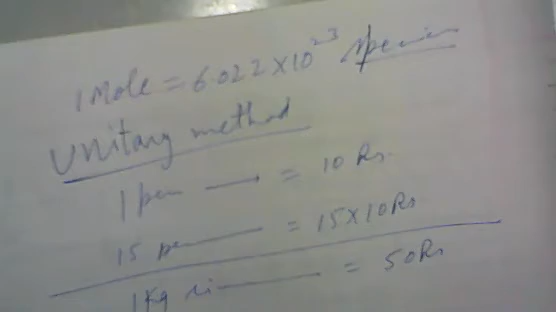 1 Mole = 6.022 × 10²³ Species
Unitary method
1 pen — = 10 Rs.
15 pen — = 15 × 10 Rs
1 Kg — = 50 Rs